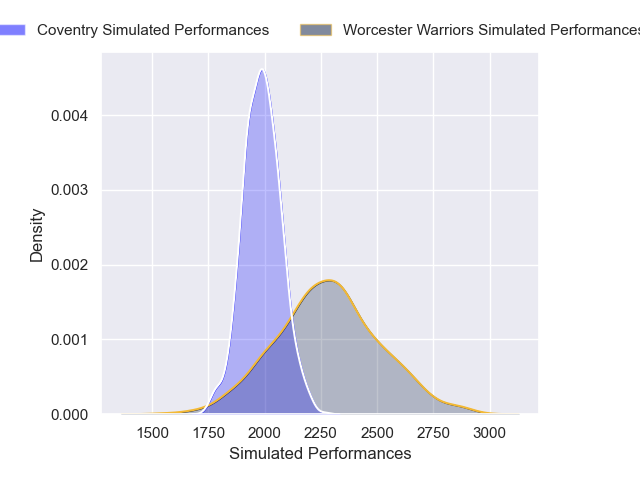 Coventry Simulated Performances Worcester Warriors Simulated Performances
0.004
0.003
0.002
0.001
0.000
Density
1500 1750 2000 2250 2500 2750 3000
Simulated Performances